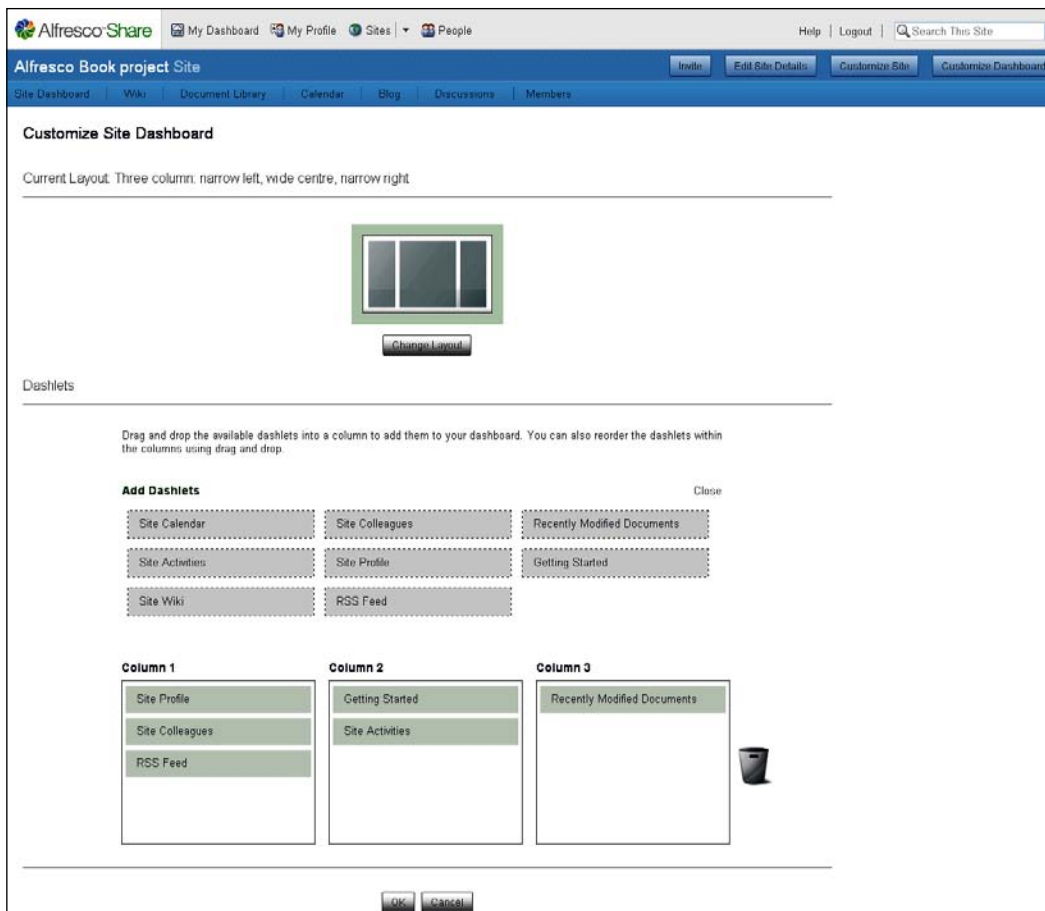 Alfresco Share My Dashboard My Profile Sites People Help | Logout | Search This Site
Alfresco Book project Site Invite Edit Site Details Customize Site Customize Dashboard
Site Dashboard Wiki Document Library Calendar Blog Discussions Members
Customize Site Dashboard
Current Layout: Three column: narrow left, wide centre, narrow right
Change Layout
Dashlets
Drag and drop the available dashlets into a column to add them to your dashboard. You can also reorder the dashlets within
the columns using drag and drop.
Add Dashlets Close
Site Calendar Site Colleagues Recently Modified Documents
Site Activities Site Profile Getting Started
Site Wiki RSS Feed
Column 1 Column 2 Column 3
Site Profile Getting Started Recently Modified Documents
Site Colleagues Site Activities
RSS Feed
OK Cancel